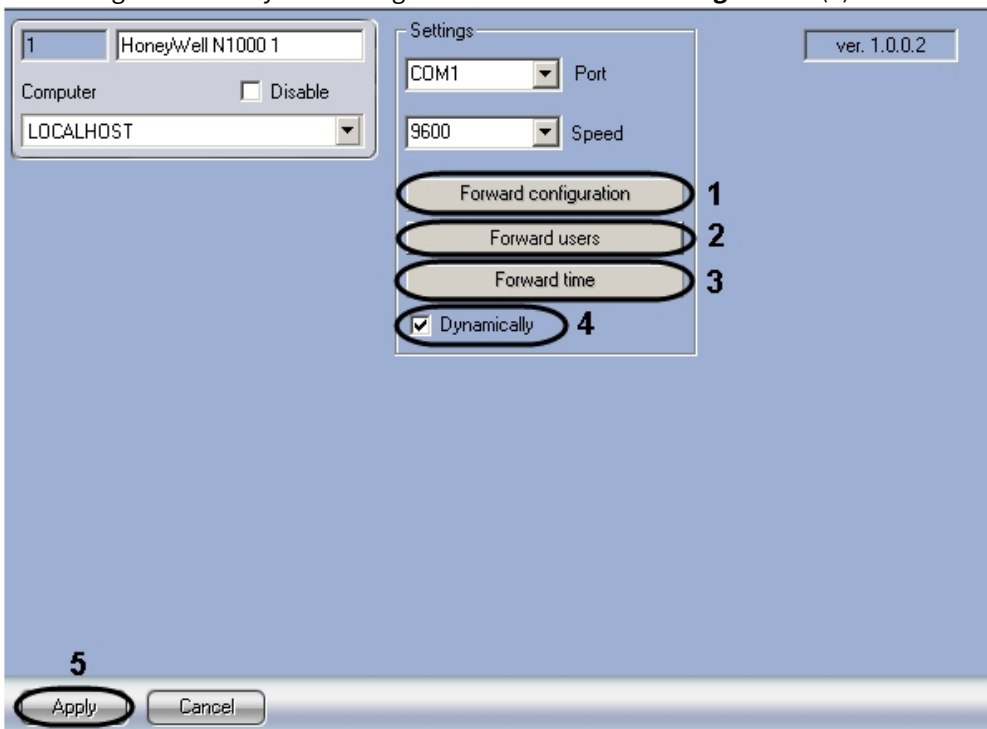 1
HoneyWell N1000 1
Computer
Disable
LOCALHOST
Settings
COM1
Port
9600
Speed
Forward configuration
1
Forward users
2
Forward time
3
Dynamically
4
ver. 1.0.0.2
5
Apply
Cancel